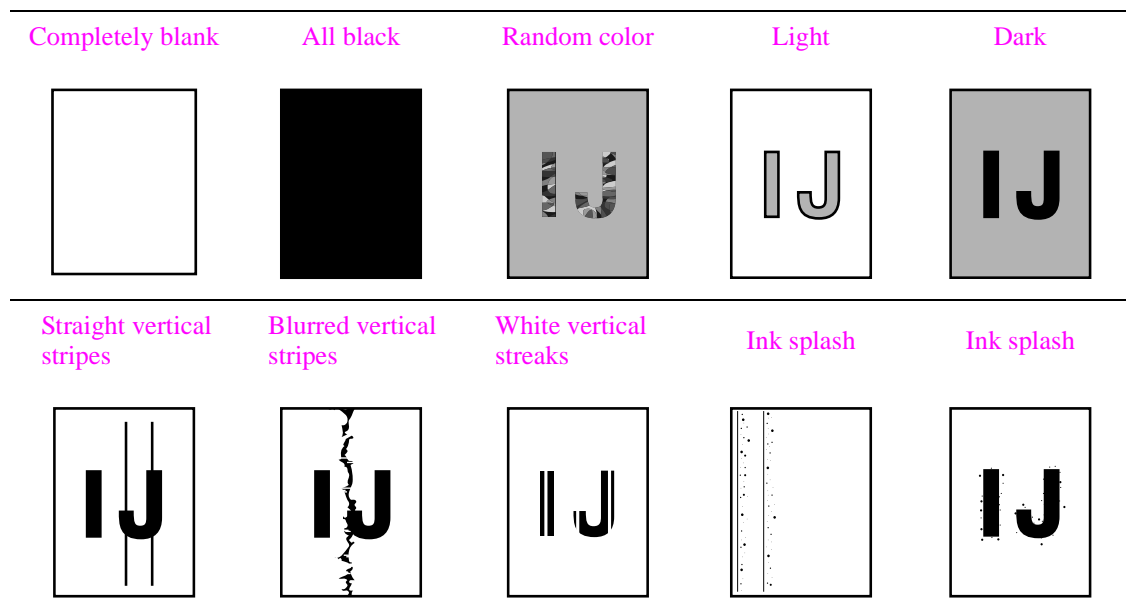 Completely blank
All black
Random color
Light
Dark
IJ
IJ
IJ
Straight vertical
stripes
Blurred vertical
stripes
White vertical
streaks
Ink splash
Ink splash
IJ
IJ
IJ
IJ